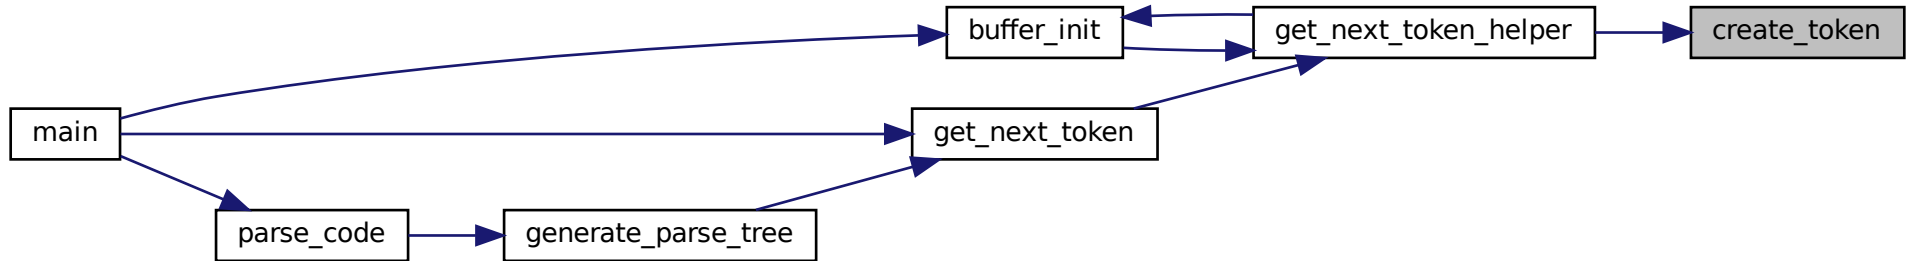 buffer_init
get_next_token_helper
create_token
main
get_next_token
parse_code
generate_parse_tree